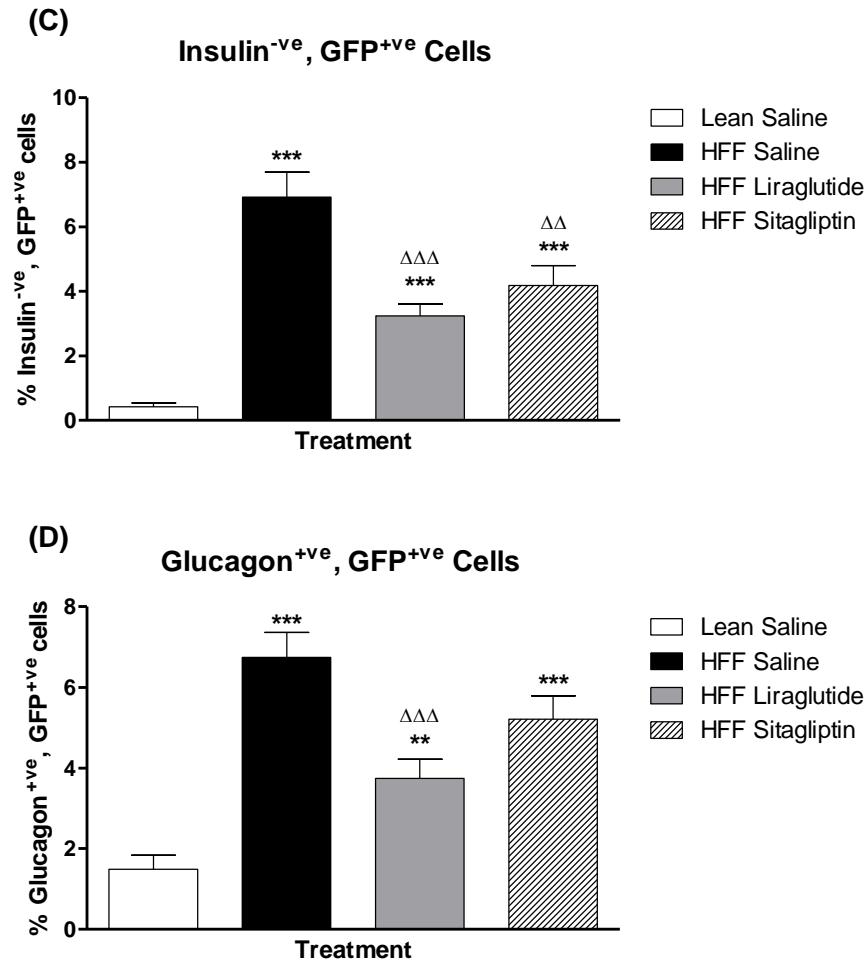 (C)
Insulin-ve, GFP+ve Cells
% Insulin-ve, GFP+ve cells
10
8
6
4
2
0
***
ΔΔΔ
***
ΔΔ
***
Treatment
Lean Saline
HFF Saline
HFF Liraglutide
HFF Sitagliptin
(D)
Glucagon+ve, GFP+ve Cells
% Glucagon+ve, GFP+ve cells
8
6
4
2
0
***
ΔΔΔ
**
***
Treatment
Lean Saline
HFF Saline
HFF Liraglutide
HFF Sitagliptin